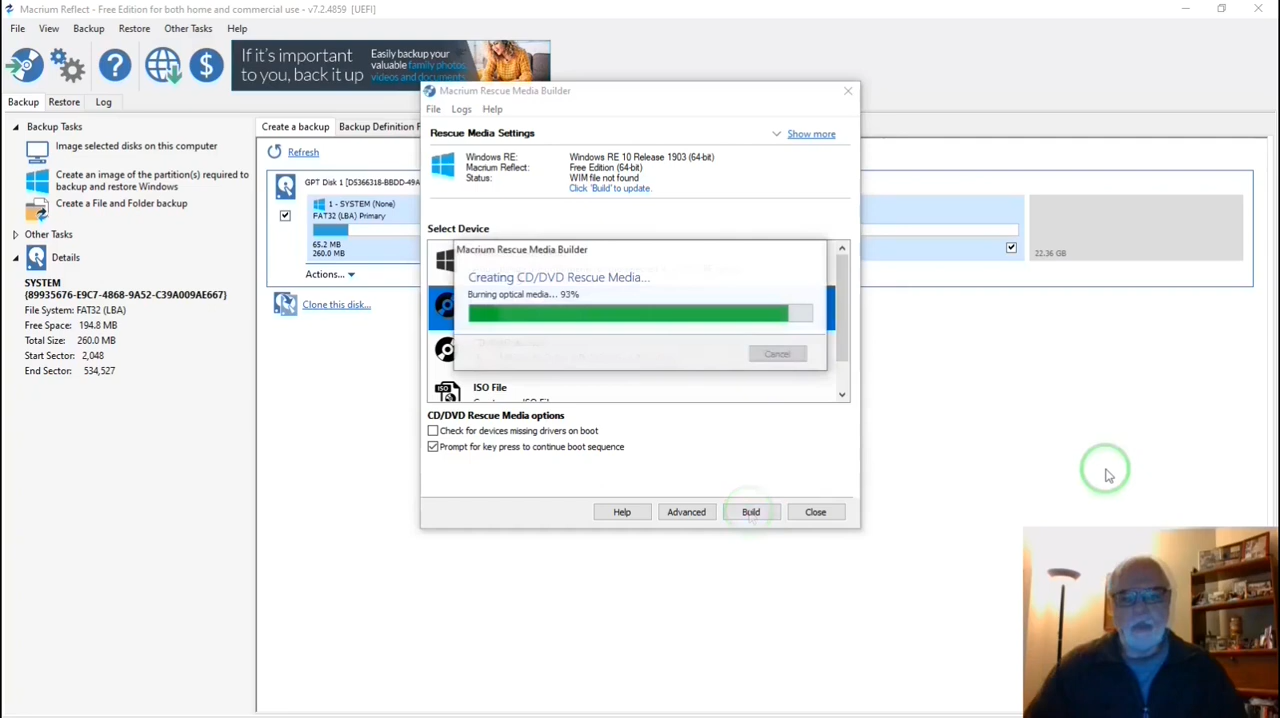 Macrium Reflect - Free Edition for both home and commercial use - v7.2.4859 [UEFI]
File View Backup Restore Other Tasks Help
If it's important
to you, back it up
Easily backup your
valuable family photos,
videos and documents
Backup Restore Log
Backup Tasks
Image selected disks on this computer
Create an image of the partition(s) required to
backup and restore Windows
Create a File and Folder backup
Other Tasks
Details
SYSTEM
{89935676-E9C7-4868-9A52-C39A009AE667}
File System: FAT32 (LBA)
Free Space: 194.8 MB
Total Size: 260.0 MB
Start Sector: 2,048
End Sector: 534,527
Create a backup Backup Definition F
Refresh
GPT Disk 1 [D5366318-BBDD-49A
1 - SYSTEM (None)
FAT32 (LBA) Primary
65.2 MB
260.0 MB
22.36 GB
Actions...
Clone this disk...
Macrium Rescue Media Builder
File Logs Help
Rescue Media Settings
Show more
Windows RE: Windows RE 10 Release 1903 (64-bit)
Macrium Reflect: Free Edition (64-bit)
Status: WIM file not found
Click 'Build' to update.
Select Device
Macrium Rescue Media Builder
Creating CD/DVD Rescue Media...
Burning optical media... 93%
Cancel
ISO File
CD/DVD Rescue Media options
Check for devices missing drivers on boot
Prompt for key press to continue boot sequence
Help Advanced Build Close